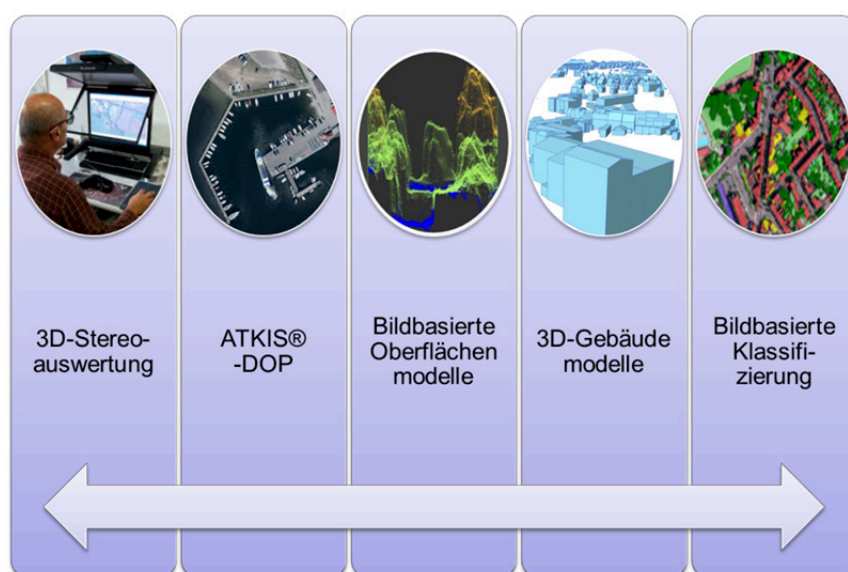 3D-Stereo-
auswertung
ATKIS®
-DOP
Bildbasierte
Oberflächen
modelle
3D-Gebäude
modelle
Bildbasierte
Klassifi-
zierung